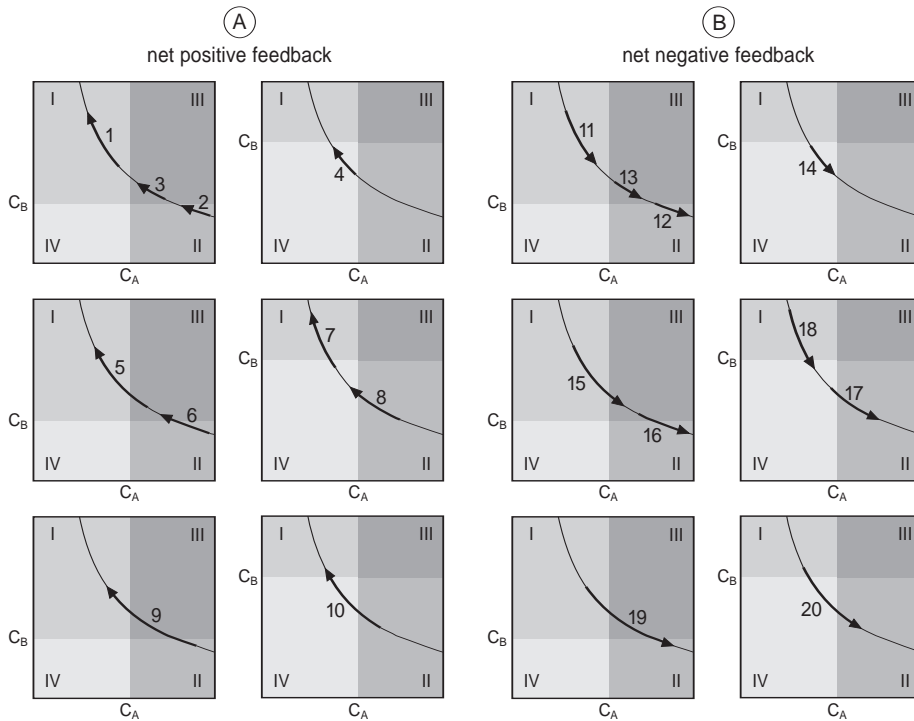 A
net positive feedback
B
net negative feedback
I
III
1
3
2
C_B
IV
II
C_A
I
III
C_B
4
IV
II
C_A
I
III
11
13
12
C_B
IV
II
C_A
I
III
C_B
14
IV
II
C_A
I
III
5
6
C_B
IV
II
C_A
I
III
7
C_B
8
IV
II
C_A
I
III
15
16
C_B
IV
II
C_A
I
III
18
C_B
17
IV
II
C_A
I
III
9
C_B
IV
II
C_A
I
III
C_B
10
IV
II
C_A
I
III
19
C_B
IV
II
C_A
I
III
C_B
20
IV
II
C_A